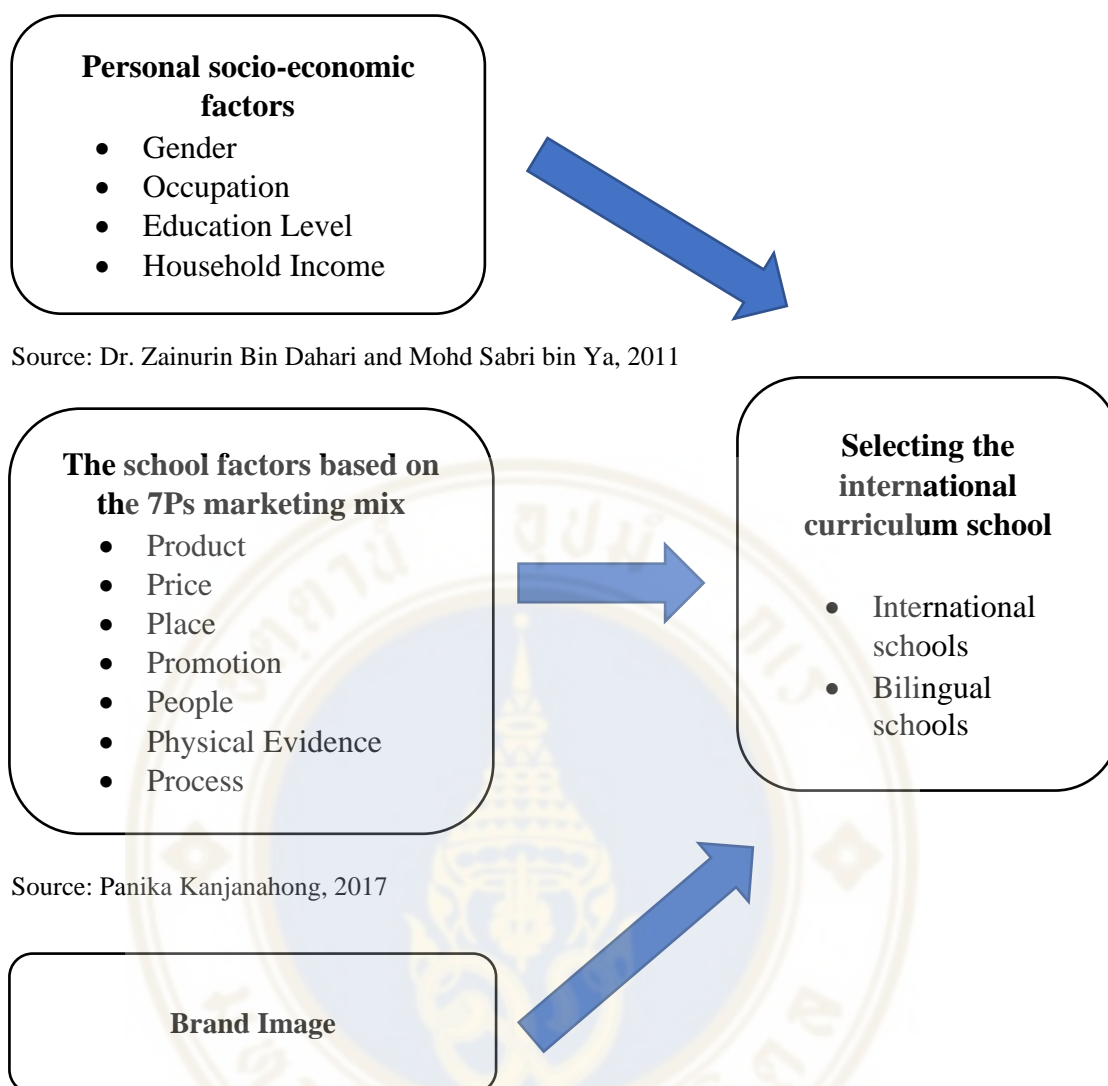 Personal socio-economic
factors
• Gender
• Occupation
• Education Level
• Household Income
Source: Dr. Zainurin Bin Dahari and Mohd Sabri bin Ya, 2011
The school factors based on
the 7Ps marketing mix
• Product
• Price
• Place
• Promotion
• People
• Physical Evidence
• Process
Source: Panika Kanjanahong, 2017
Selecting the
international
curriculum school
• International
schools
• Bilingual
schools
Brand Image